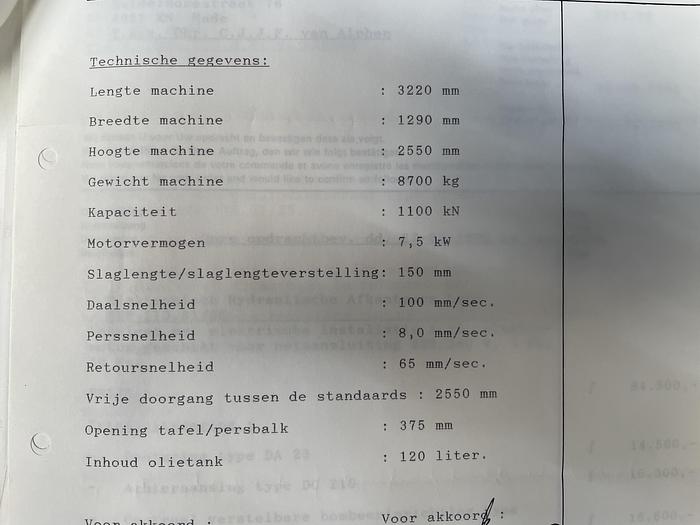 Technische gegevens:
Lengte machine : 3220 mm
Breedte machine : 1290 mm
Hoogte machine : 2550 mm
Gewicht machine : 8700 kg
Kapaciteit : 1100 kN
Motorvermogen : 7,5 kW
Slaglengte/slaglengteverstelling: 150 mm
Daalsnelheid : 100 mm/sec.
Perssnelheid : 8,0 mm/sec.
Retoursnelheid : 65 mm/sec.
Vrije doorgang tussen de standaards : 2550 mm
Opening tafel/persbalk : 375 mm
Inhoud olietank : 120 liter.
Voor akkoord : Voor akkoord :